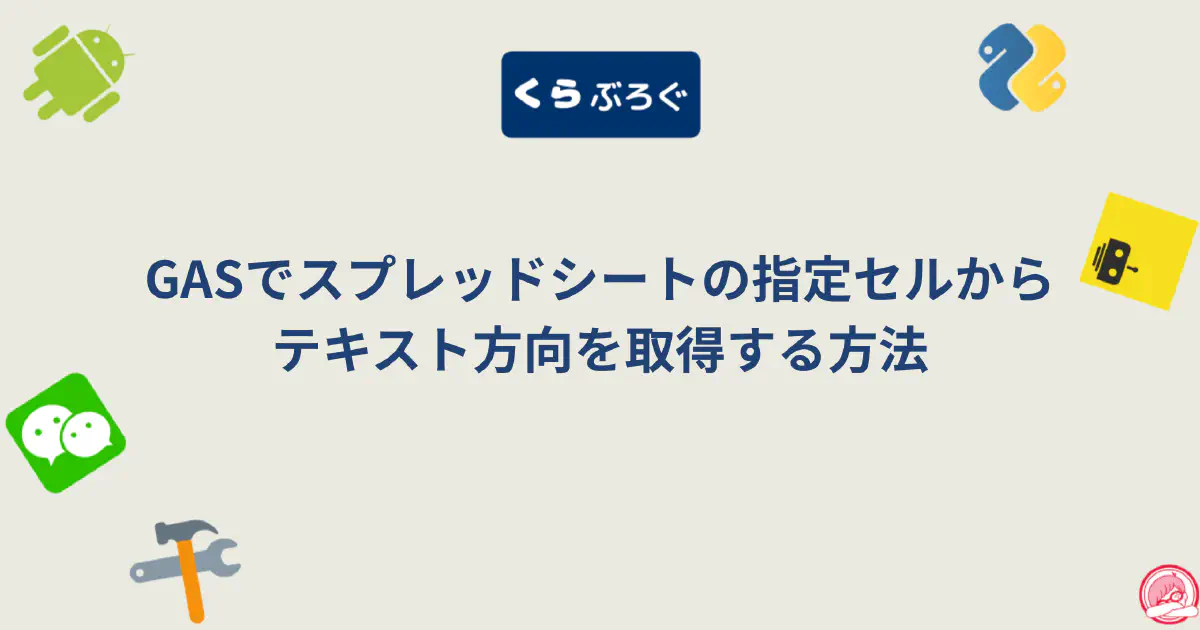 くらぶろぐ
GASでスプレッドシートの指定セルから
テキスト方向を取得する方法